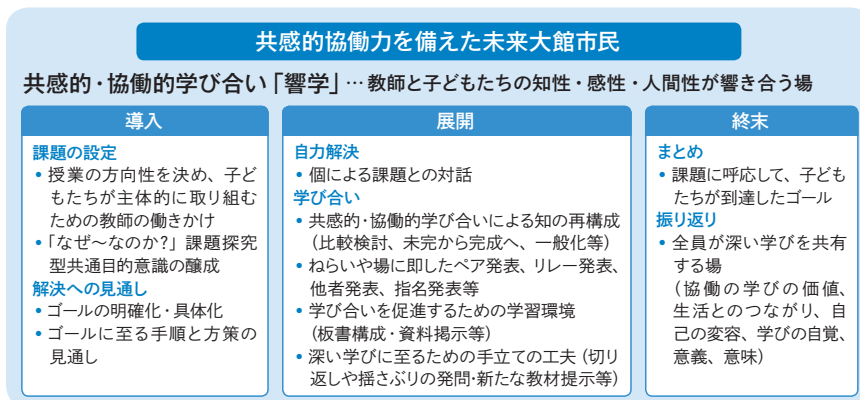 共感的協働力を備えた未来大館市民
共感的・協働的学び合い「響学」… 教師と子どもたちの知性・感性・人間性が響き合う場
導入
課題の設定
• 授業の方向性を決め、子ど
もたちが主体的に取り組む
ための教師の働きかけ
• 「なぜ〜なのか?」課題探究
型共通目的意識の醸成
解決への見通し
• ゴールの明確化・具体化
• ゴールに至る手順と方策の
見通し
展開
自力解決
• 個による課題との対話
学び合い
• 共感的・協働的学び合いによる知の再構成
(比較検討、未完から完成へ、一般化等)
• ねらいや場に即したペア発表、リレー発表、
他者発表、指名発表等
• 学び合いを促進するための学習環境
(板書構成・資料掲示等)
• 深い学びに至るための手立ての工夫(切り
返しや揺さぶりの発問・新たな教材提示等)
終末
まとめ
• 課題に呼応して、子ども
たちが到達したゴール
振り返り
• 全員が深い学びを共有
する場
(協働の学びの価値、
生活とのつながり、自
己の変容、学びの自覚、
意義、意味)